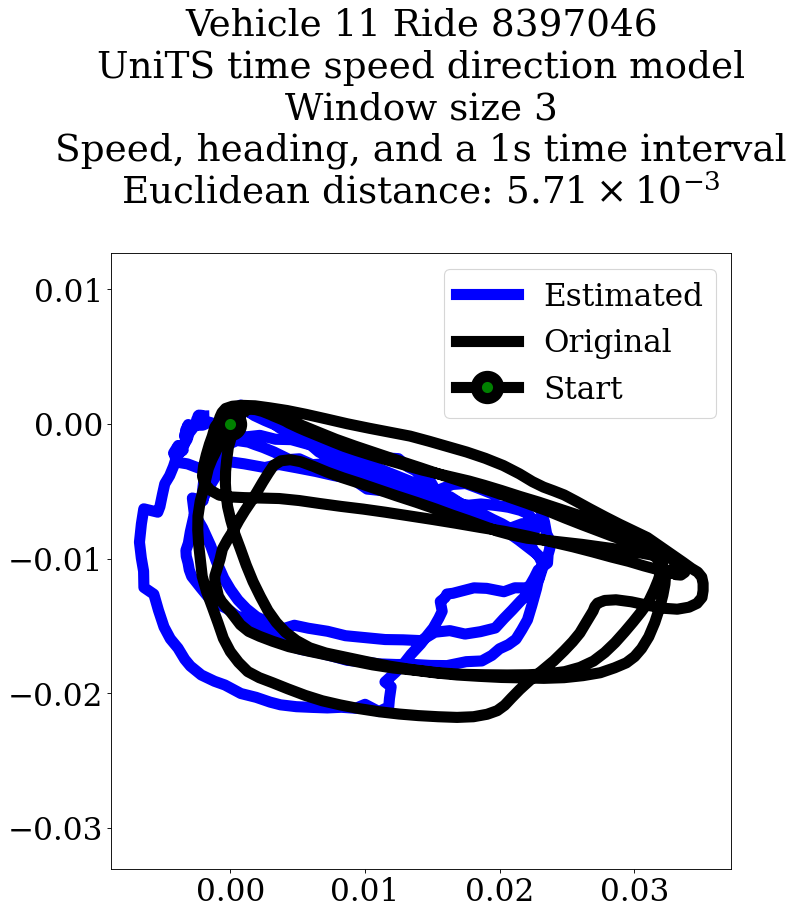 Vehicle 11 Ride 8397046
UniTS time speed direction model
Window size 3
Speed, heading, and a 1s time interval
Euclidean distance: 5.71 × 10⁻³
Estimated
Original
Start
0.01
0.00
−0.01
−0.02
−0.03
0.00 0.01 0.02 0.03